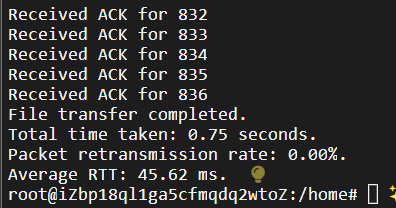 Received ACK for 832
Received ACK for 833
Received ACK for 834
Received ACK for 835
Received ACK for 836
File transfer completed.
Total time taken: 0.75 seconds.
Packet retransmission rate: 0.00%.
Average RTT: 45.62 ms.
root@iZbp18ql1ga5cfmqdq2wtoZ:/home#